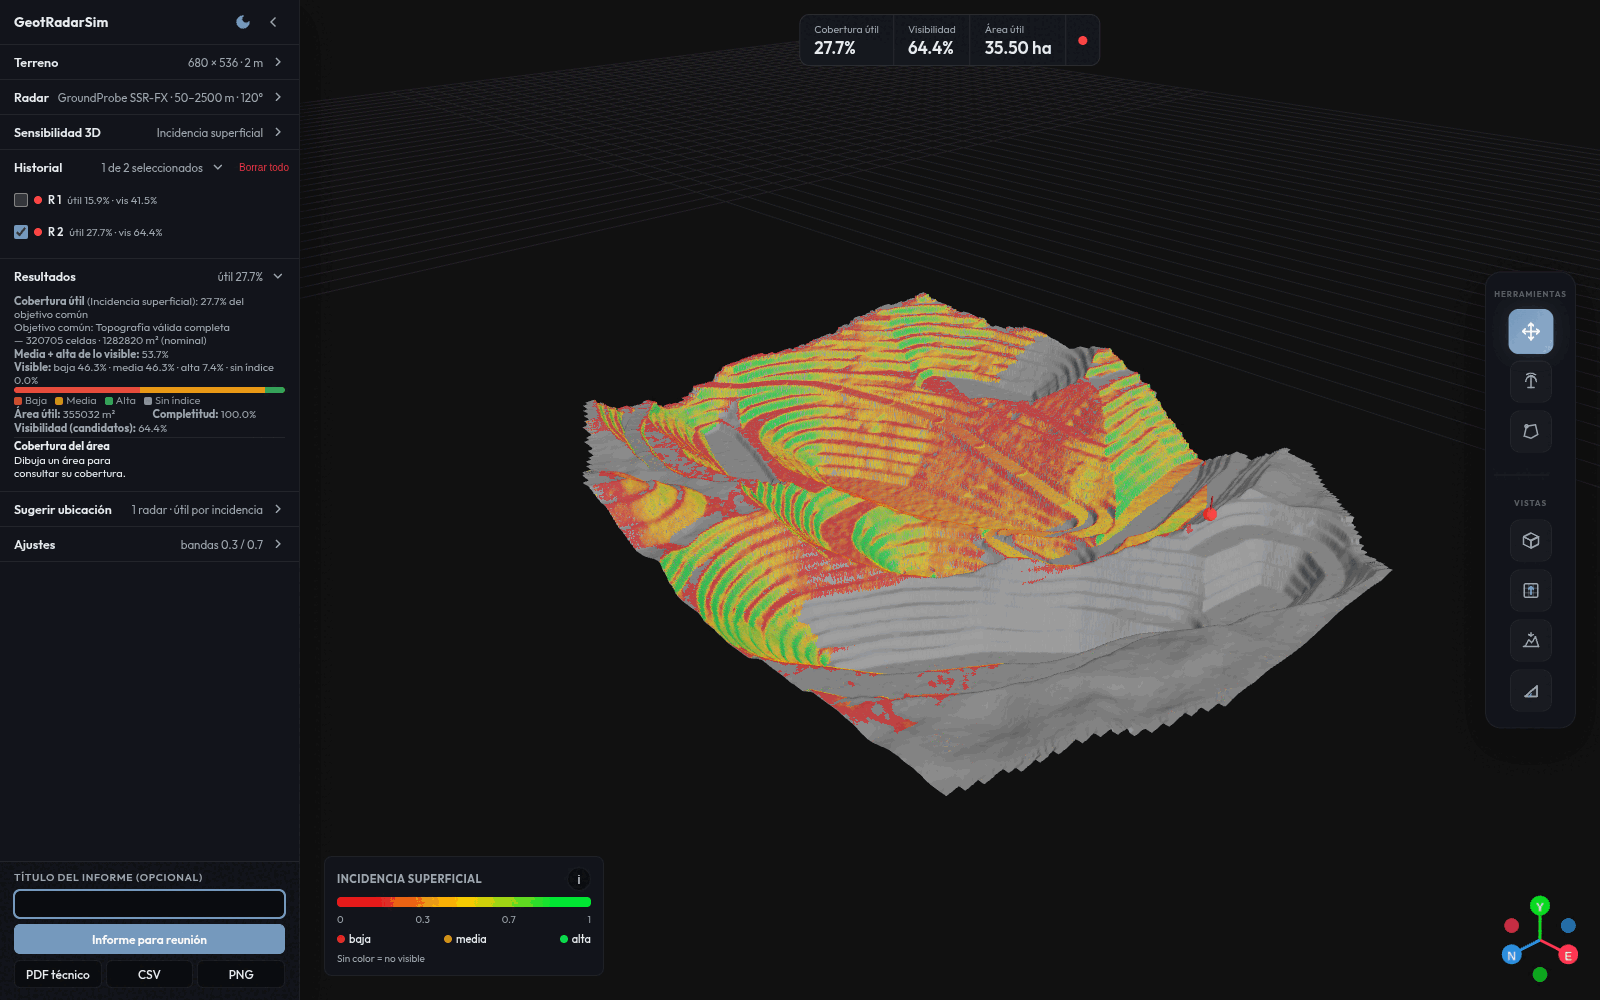 GeotRadarSim
Terreno 680 × 536 · 2 m
Radar GroundProbe SSR-FX · 50–2500 m · 120°
Sensibilidad 3D Incidencia superficial
Historial 1 de 2 seleccionados Borrar todo
R 1 útil 15.9% · vis 41.5%
R 2 útil 27.7% · vis 64.4%
Resultados útil 27.7%
Cobertura útil (Incidencia superficial): 27.7% del
objetivo común
Objetivo común: Topografía válida completa
— 320705 celdas · 1282820 m² (nominal)
Media + alta de lo visible: 53.7%
Visible: baja 46.3% · media 46.3% · alta 7.4% · sin índice
0.0%
Baja Media Alta Sin índice
Área útil: 355032 m² Completitud: 100.0%
Visibilidad (candidatos): 64.4%
Cobertura del área
Dibuja un área para
consultar su cobertura.
Sugerir ubicación 1 radar · útil por incidencia
Ajustes bandas 0.3 / 0.7
TÍTULO DEL INFORME (OPCIONAL)
Informe para reunión
PDF técnico CSV PNG
Cobertura útil Visibilidad Área útil
27.7% 64.4% 35.50 ha
HERRAMIENTAS
VISTAS
INCIDENCIA SUPERFICIAL i
0 0.3 0.7 1
baja media alta
Sin color = no visible
Y
N E